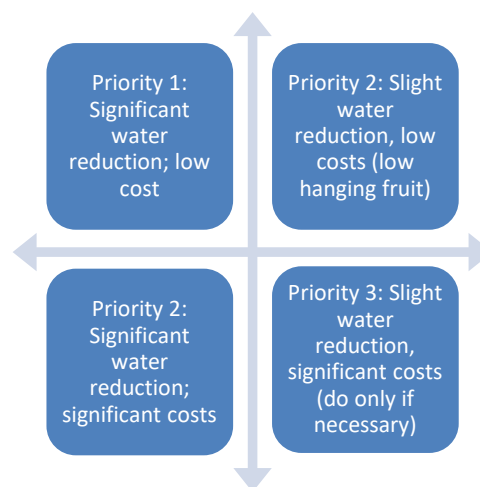 Priority 1:
Significant
water
reduction; low
cost
Priority 2: Slight
water
reduction, low
costs (low
hanging fruit)
Priority 2:
Significant
water
reduction;
significant costs
Priority 3: Slight
water
reduction,
significant costs
(do only if
necessary)